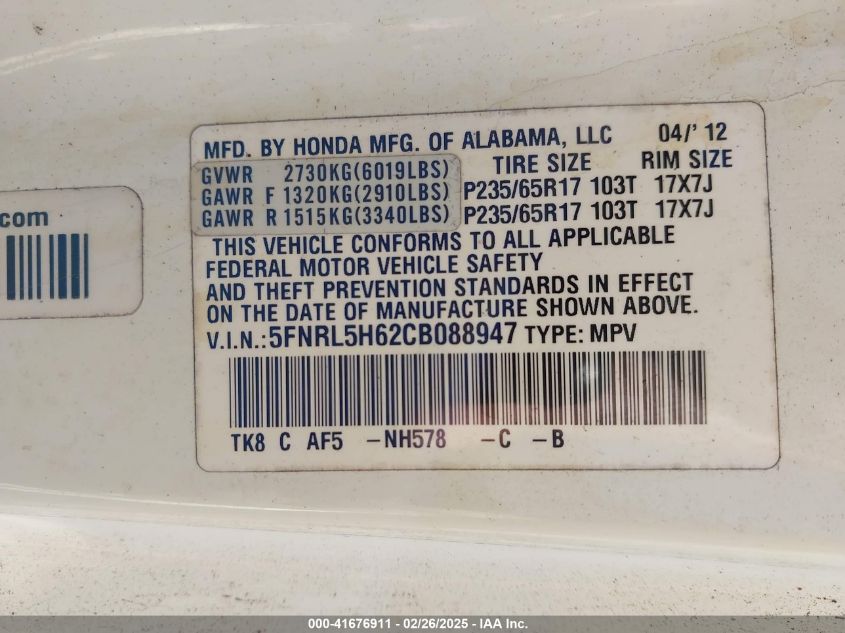 MFD. BY HONDA MFG. OF ALABAMA, LLC 04/'12
TIRE SIZE RIM SIZE
GVWR 2730KG(6019LBS)
GAWR F 1320KG(2910LBS) P235/65R17 103T 17X7J
GAWR R 1515KG(3340LBS) P235/65R17 103T 17X7J
THIS VEHICLE CONFORMS TO ALL APPLICABLE
FEDERAL MOTOR VEHICLE SAFETY
AND THEFT PREVENTION STANDARDS IN EFFECT
ON THE DATE OF MANUFACTURE SHOWN ABOVE.
V.I.N.:5FNRL5H62CB088947 TYPE: MPV
TK8 C AF5 -NH578 -C -B
.com
000-41676911 - 02/26/2025 - IAA Inc.